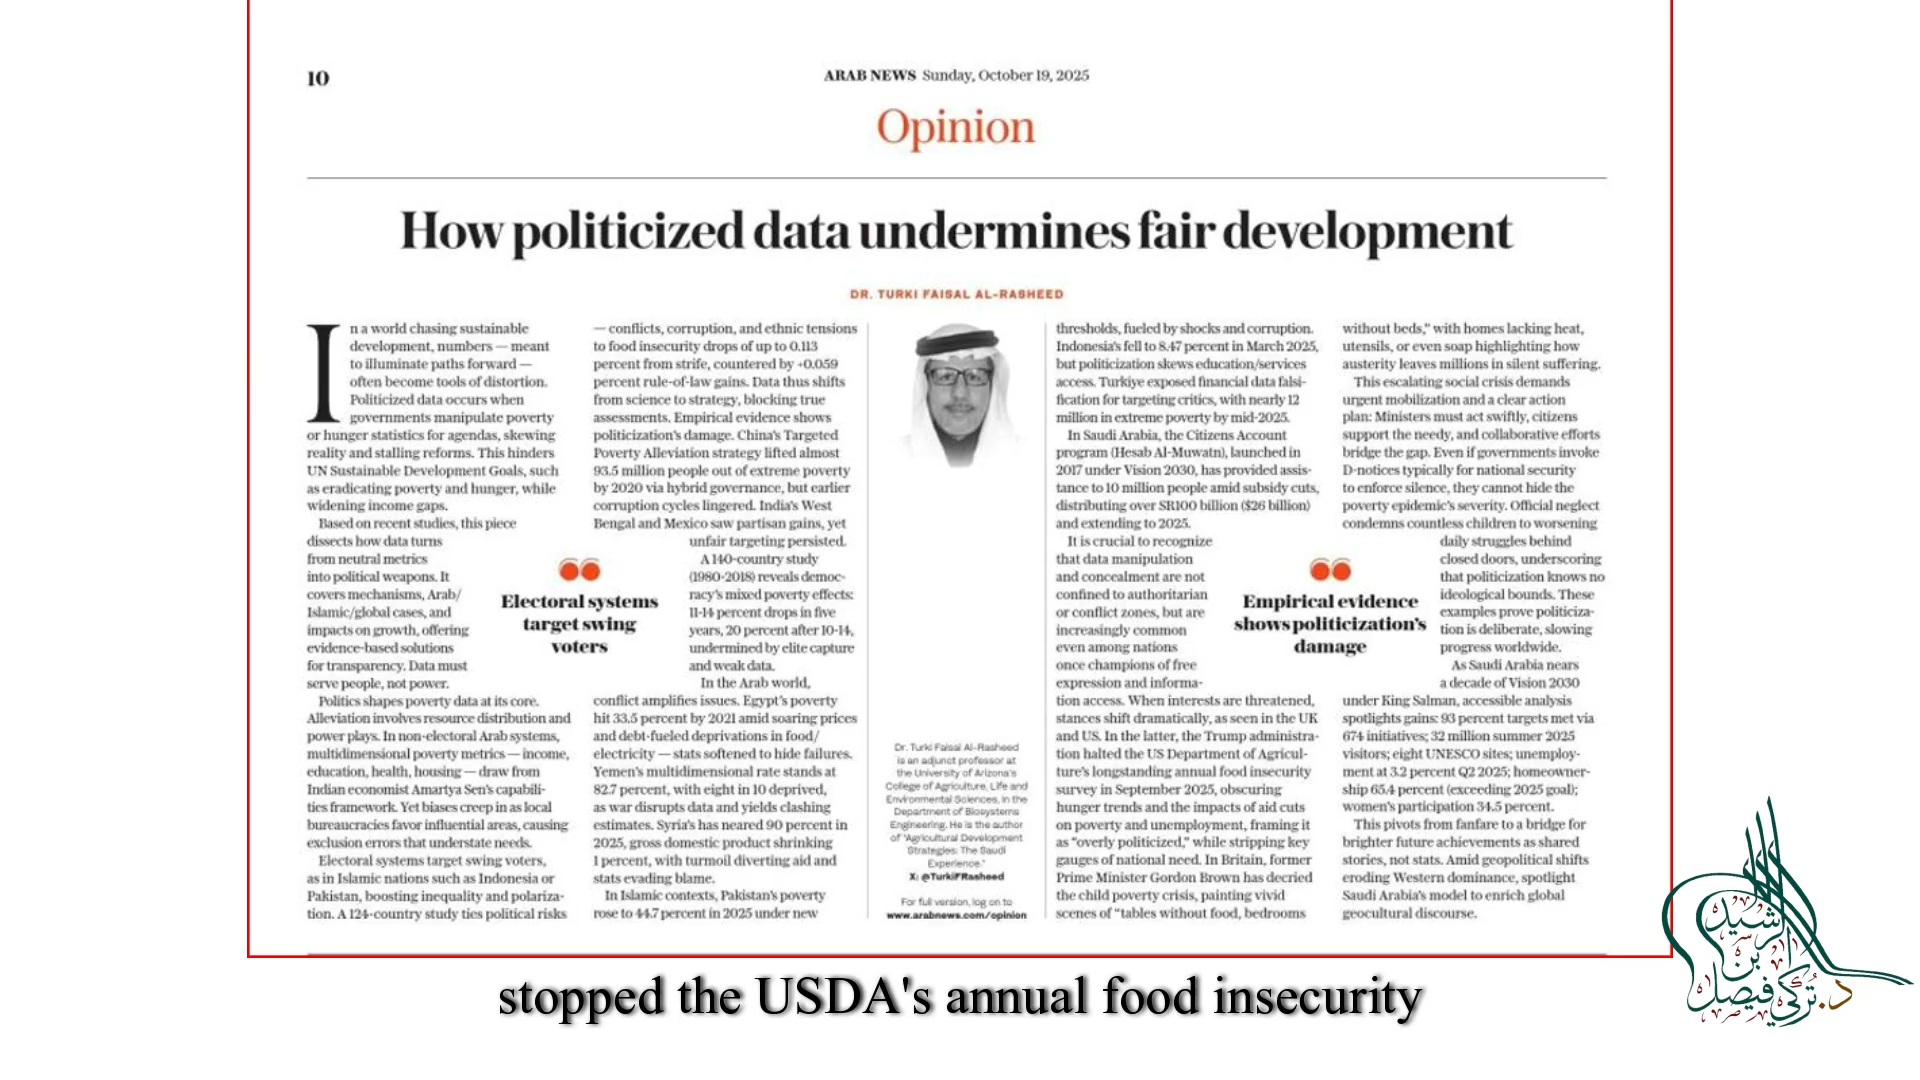 10
ARAB NEWS Sunday, October 19, 2025
Opinion
How politicized data undermines fair development
DR. TURKI FAISAL AL-RASHEED
In a world chasing sustainable
development, numbers — meant
to illuminate paths forward —
often become tools of distortion.
Politicized data occurs when
governments manipulate poverty
or hunger statistics for agendas, skewing
reality and stalling reforms. This hinders
UN Sustainable Development Goals, such
as eradicating poverty and hunger, while
widening income gaps.
Based on recent studies, this piece
dissects how data turns
from neutral metrics
into political weapons. It
covers mechanisms, Arab/
Islamic/global cases, and
impacts on growth, offering
evidence-based solutions
for transparency. Data must
serve people, not power.
Politics shapes poverty data at its core.
Alleviation involves resource distribution and
power plays. In non-electoral Arab systems,
multidimensional poverty metrics — income,
education, health, housing — draw from
Indian economist Amartya Sen's capabili-
ties framework. Yet biases creep in as local
bureaucracies favor influential areas, causing
exclusion errors that understate needs.
Electoral systems target swing voters,
as in Islamic nations such as Indonesia or
Pakistan, boosting inequality and polariza-
tion. A 124-country study ties political risks
— conflicts, corruption, and ethnic tensions
to food insecurity drops of up to 0.113
percent from strife, countered by +0.059
percent rule-of-law gains. Data thus shifts
from science to strategy, blocking true
assessments. Empirical evidence shows
politicization's damage. China's Targeted
Poverty Alleviation strategy lifted almost
93.5 million people out of extreme poverty
by 2020 via hybrid governance, but earlier
corruption cycles lingered. India's West
Bengal and Mexico saw partisan gains, yet
unfair targeting persisted.
A 140-country study
(1980-2018) reveals democ-
racy's mixed poverty effects:
11-14 percent drops in five
years, 20 percent after 10-14,
undermined by elite capture
and weak data.
In the Arab world,
conflict amplifies issues. Egypt's poverty
hit 33.5 percent by 2021 amid soaring prices
and debt-fueled deprivations in food/
electricity — stats softened to hide failures.
Yemen's multidimensional rate stands at
82.7 percent, with eight in 10 deprived,
as war disrupts data and yields clashing
estimates. Syria's has neared 90 percent in
2025, gross domestic product shrinking
1 percent, with turmoil diverting aid and
stats evading blame.
In Islamic contexts, Pakistan's poverty
rose to 44.7 percent in 2025 under new
Electoral systems
target swing
voters
Dr. Turki Faisal Al-Rasheed
is an adjunct professor at
the University of Arizona's
College of Agriculture, Life and
Environmental Sciences, in the
Department of Biosystems
Engineering. He is the author
of "Agricultural Development
Strategies: The Saudi
Experience."
X: @TurkiFRasheed
For full version, log on to
www.arabnews.com/opinion
thresholds, fueled by shocks and corruption.
Indonesia's fell to 8.47 percent in March 2025,
but politicization skews education/services
access. Turkiye exposed financial data falsi-
fication for targeting critics, with nearly 12
million in extreme poverty by mid-2025.
In Saudi Arabia, the Citizens Account
program (Hesab Al-Muwatn), launched in
2017 under Vision 2030, has provided assis-
tance to 10 million people amid subsidy cuts,
distributing over SR100 billion ($26 billion)
and extending to 2025.
It is crucial to recognize
that data manipulation
and concealment are not
confined to authoritarian
or conflict zones, but are
increasingly common
even among nations
once champions of free
expression and informa-
tion access. When interests are threatened,
stances shift dramatically, as seen in the UK
and US. In the latter, the Trump administra-
tion halted the US Department of Agricul-
ture's longstanding annual food insecurity
survey in September 2025, obscuring
hunger trends and the impacts of aid cuts
on poverty and unemployment, framing it
as "overly politicized," while stripping key
gauges of national need. In Britain, former
Prime Minister Gordon Brown has decried
the child poverty crisis, painting vivid
scenes of "tables without food, bedrooms
Empirical evidence
shows politicization's
damage
without beds," with homes lacking heat,
utensils, or even soap highlighting how
austerity leaves millions in silent suffering.
This escalating social crisis demands
urgent mobilization and a clear action
plan: Ministers must act swiftly, citizens
support the needy, and collaborative efforts
bridge the gap. Even if governments invoke
D-notices typically for national security
to enforce silence, they cannot hide the
poverty epidemic's severity. Official neglect
condemns countless children to worsening
daily struggles behind
closed doors, underscoring
that politicization knows no
ideological bounds. These
examples prove politiciza-
tion is deliberate, slowing
progress worldwide.
As Saudi Arabia nears
a decade of Vision 2030
under King Salman, accessible analysis
spotlights gains: 93 percent targets met via
674 initiatives; 32 million summer 2025
visitors; eight UNESCO sites; unemploy-
ment at 3.2 percent Q2 2025; homeowner-
ship 65.4 percent (exceeding 2025 goal);
women's participation 34.5 percent.
This pivots from fanfare to a bridge for
brighter future achievements as shared
stories, not stats. Amid geopolitical shifts
eroding Western dominance, spotlight
Saudi Arabia's model to enrich global
geocultural discourse.
stopped the USDA's annual food insecurity
د. تركي فيصل
بن
الرشيد